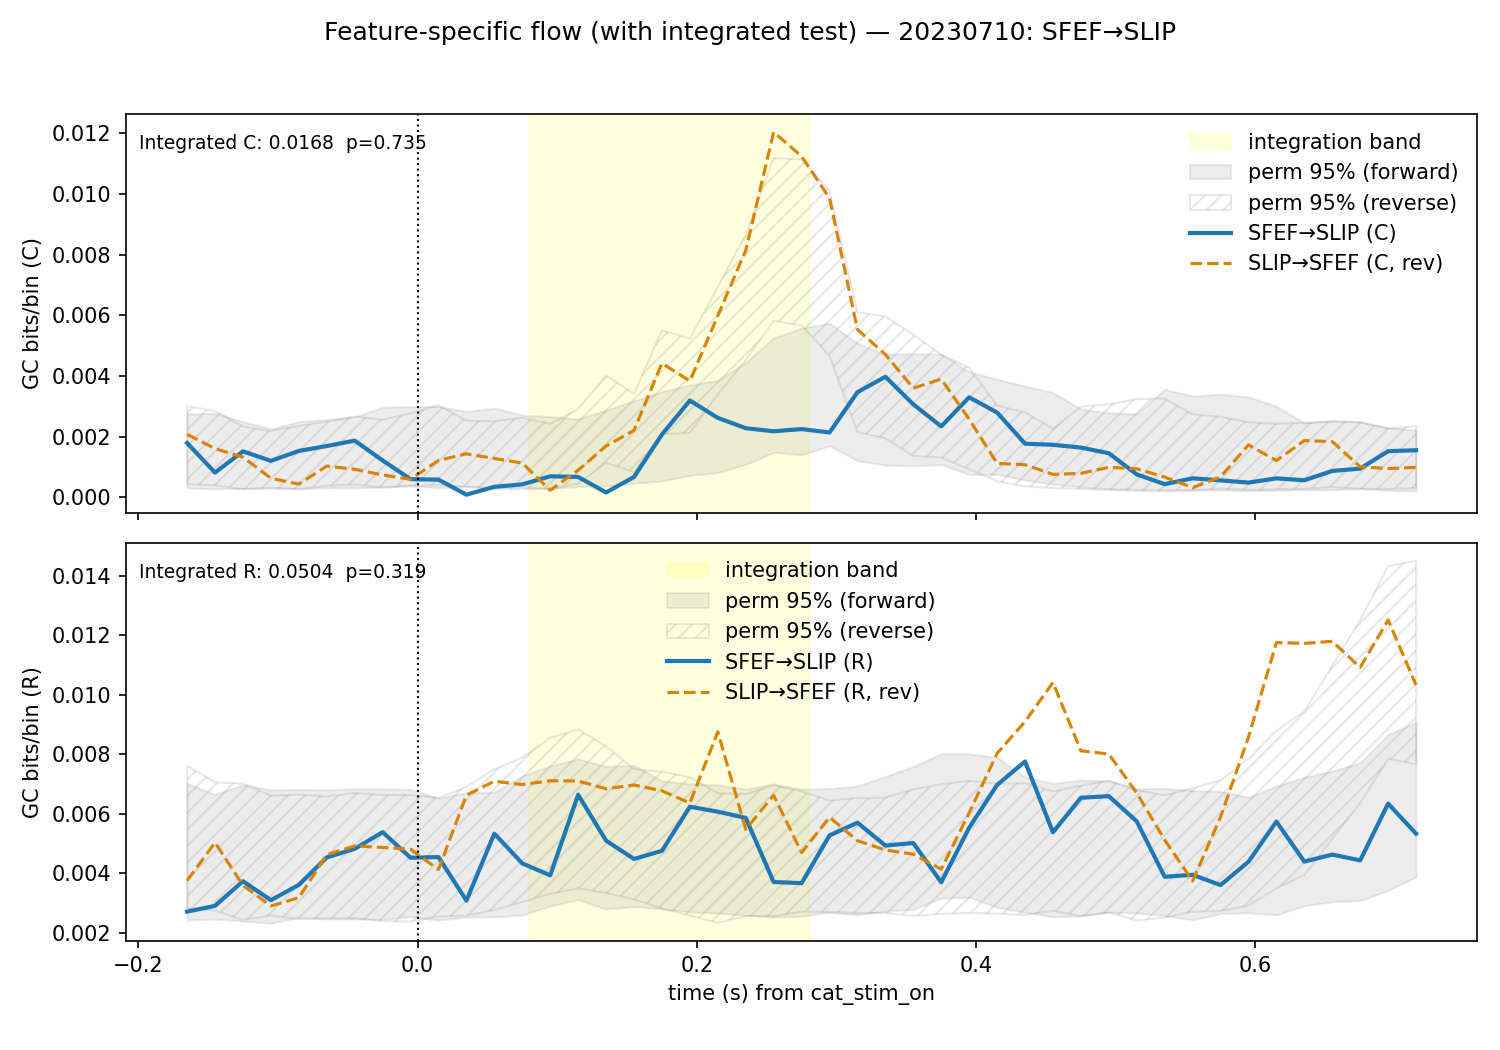 Feature-specific flow (with integrated test) — 20230710: SFEF→SLIP
Integrated C: 0.0168  p=0.735
integration band
perm 95% (forward)
perm 95% (reverse)
SFEF→SLIP (C)
SLIP→SFEF (C, rev)
GC bits/bin (C)
0.012
0.010
0.008
0.006
0.004
0.002
0.000
Integrated R: 0.0504  p=0.319
integration band
perm 95% (forward)
perm 95% (reverse)
SFEF→SLIP (R)
SLIP→SFEF (R, rev)
GC bits/bin (R)
0.014
0.012
0.010
0.008
0.006
0.004
0.002
−0.2 0.0 0.2 0.4 0.6
time (s) from cat_stim_on